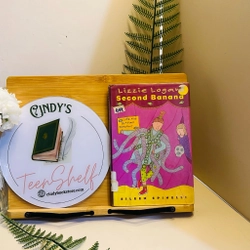 CINDY'S
TeenShelf
Lizzie Logan,
Second Banana
EILEEN SPINELLI